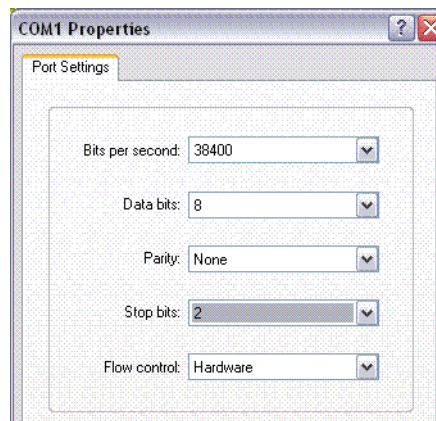 COM1 Properties
Port Settings
Bits per second: 38400
Data bits: 8
Parity: None
Stop bits: 2
Flow control: Hardware